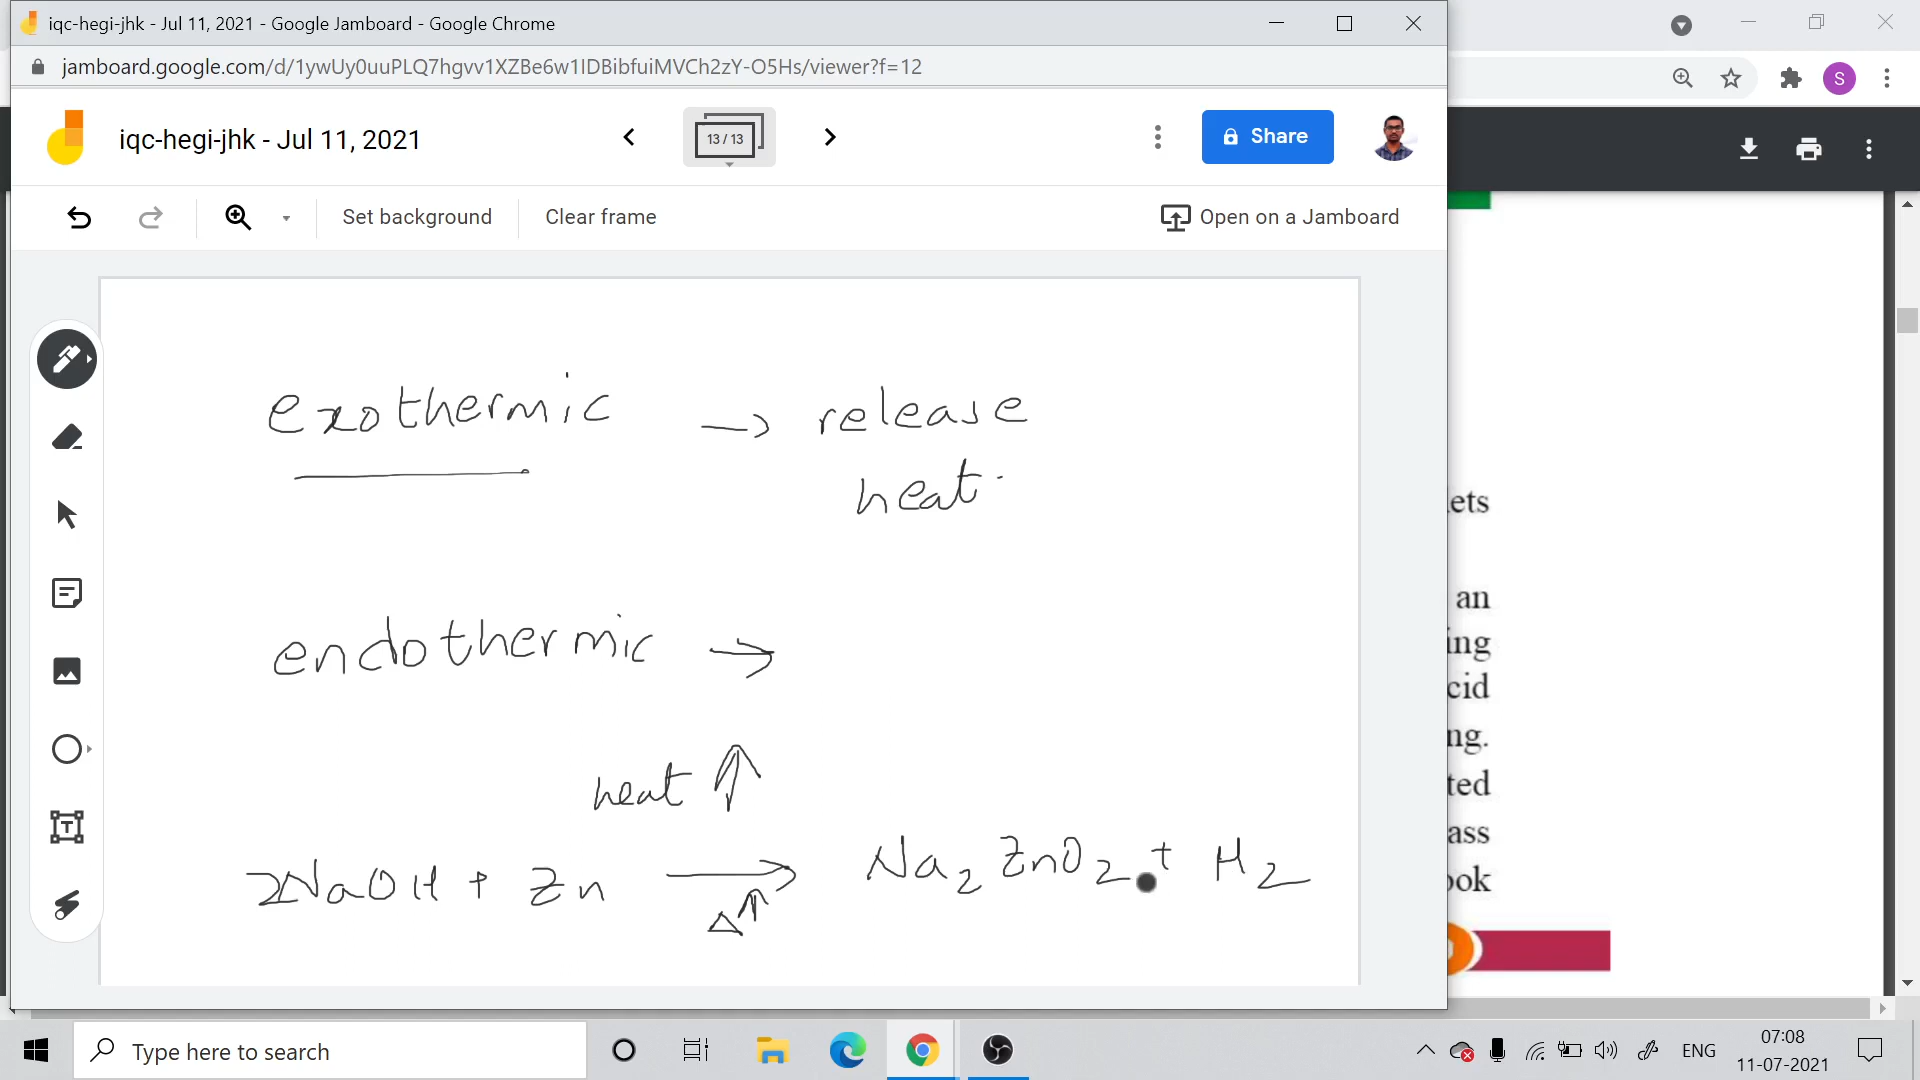 iqc-hegi-jhk - Jul 11, 2021 - Google Jamboard - Google Chrome
jamboard.google.com/d/1ywUy0uuPLQ7hgvv1XZBe6w1IDBibfuiMVCh2zY-O5Hs/viewer?f=12
S
iqc-hegi-jhk - Jul 11, 2021
13 / 13
Share
Set background
Clear frame
Open on a Jamboard
exothermic → release
heat
endothermic →
heat ↑
2NaOH + Zn → Na2 ZnO2 + H2
Δ↑
ets
an
ing
cid
ng.
ted
ass
ook
Type here to search
ENG
07:08
11-07-2021